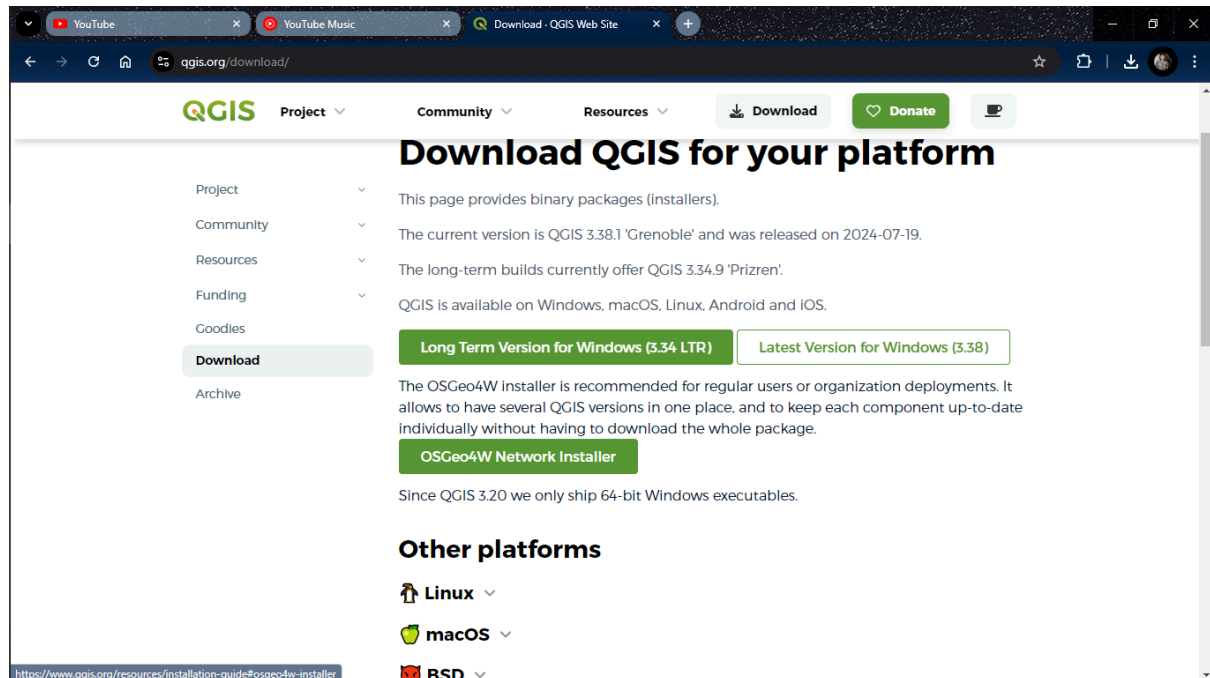 YouTube
YouTube Music
Download · QGIS Web Site
qgis.org/download/
QGIS
Project
Community
Resources
Download
Donate
Download QGIS for your platform
Project
Community
Resources
Funding
Goodies
Download
Archive
This page provides binary packages (installers).
The current version is QGIS 3.38.1 'Grenoble' and was released on 2024-07-19.
The long-term builds currently offer QGIS 3.34.9 'Prizren'.
QGIS is available on Windows, macOS, Linux, Android and iOS.
Long Term Version for Windows (3.34 LTR)
Latest Version for Windows (3.38)
The OSGeo4W installer is recommended for regular users or organization deployments. It
allows to have several QGIS versions in one place, and to keep each component up-to-date
individually without having to download the whole package.
OSGeo4W Network Installer
Since QGIS 3.20 we only ship 64-bit Windows executables.
Other platforms
Linux
macOS
BSD
https://www.qgis.org/resources/installation-guide#osgeo4w-installer